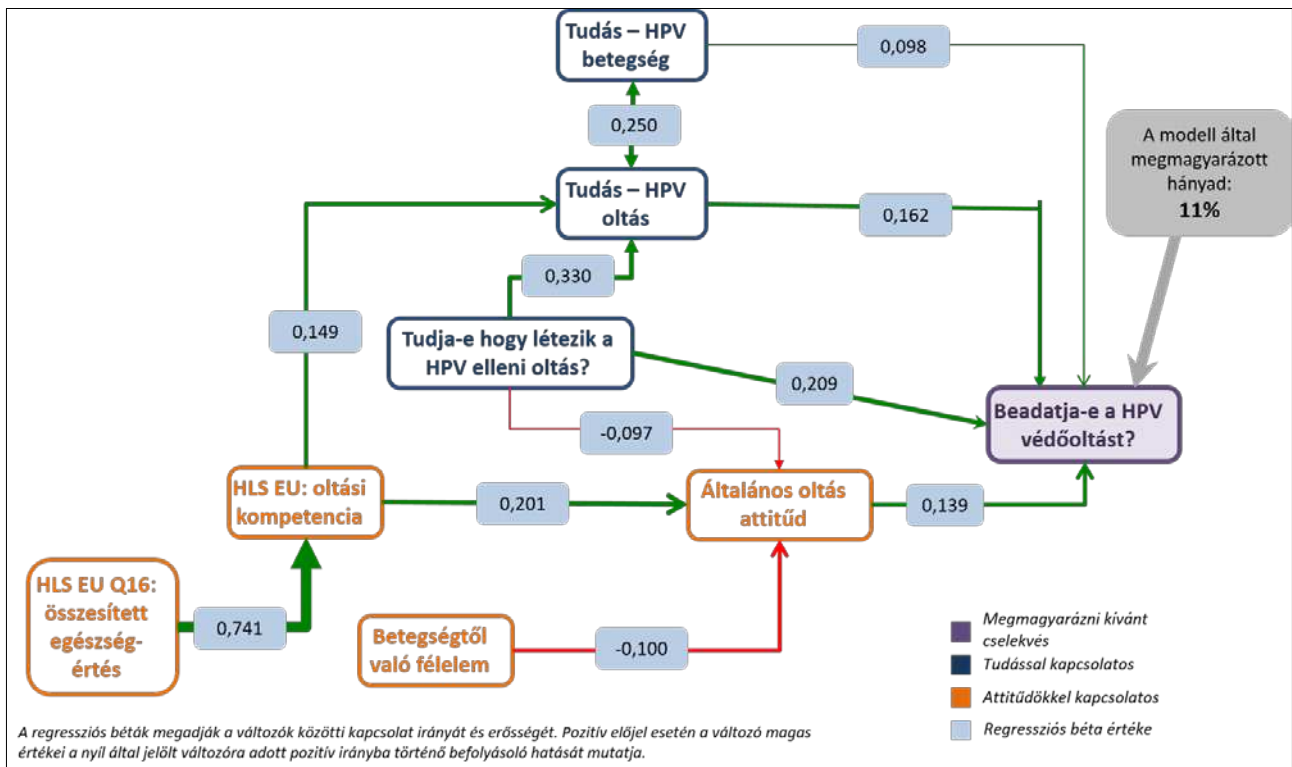 Tudás – HPV
betegség
0,098
0,250
A modell által
megmagyarázott
hányad:
11%
Tudás – HPV
oltás
0,162
0,330
0,149
Tudja-e hogy létezik a
HPV elleni oltás?
0,209
Beadatja-e a HPV
védőoltást?
-0,097
HLS EU: oltási
kompetencia
0,201
Általános oltás
attitűd
0,139
HLS EU Q16:
összesített
egészség-
értés
0,741
Betegségtől
való félelem
-0,100
Megmagyarázni kívánt
cselekvés
Tudással kapcsolatos
Attitűdökkel kapcsolatos
Regressziós béta értéke
A regressziós béták megadják a változók közötti kapcsolat irányát és erősségét. Pozitív előjel esetén a változó magas
értékei a nyíl által jelölt változóra adott pozitív irányba történő befolyásoló hatását mutatja.